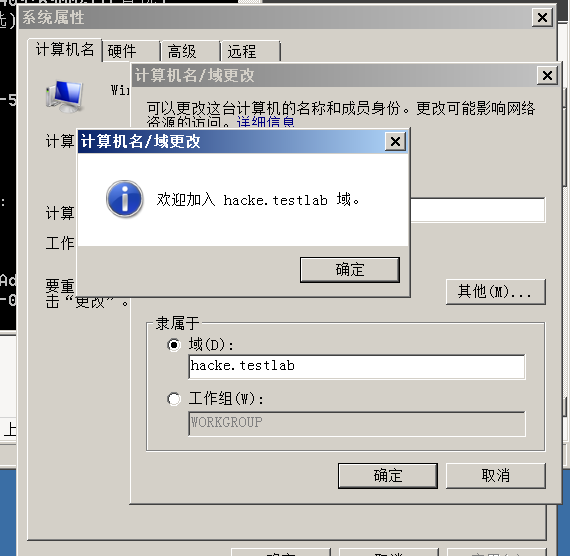 系统属性
计算机名
硬件
高级
远程
计算机名/域更改
可以更改这台计算机的名称和成员身份。更改可能影响网络
资源的访问。详细信息
计算机名/域更改
欢迎加入 hacke.testlab 域。
确定
计算
计算
工作
要重
击“更改”。
其他(M)...
隶属于
域(D):
hacke.testlab
工作组(W):
WORKGROUP
确定
取消
上